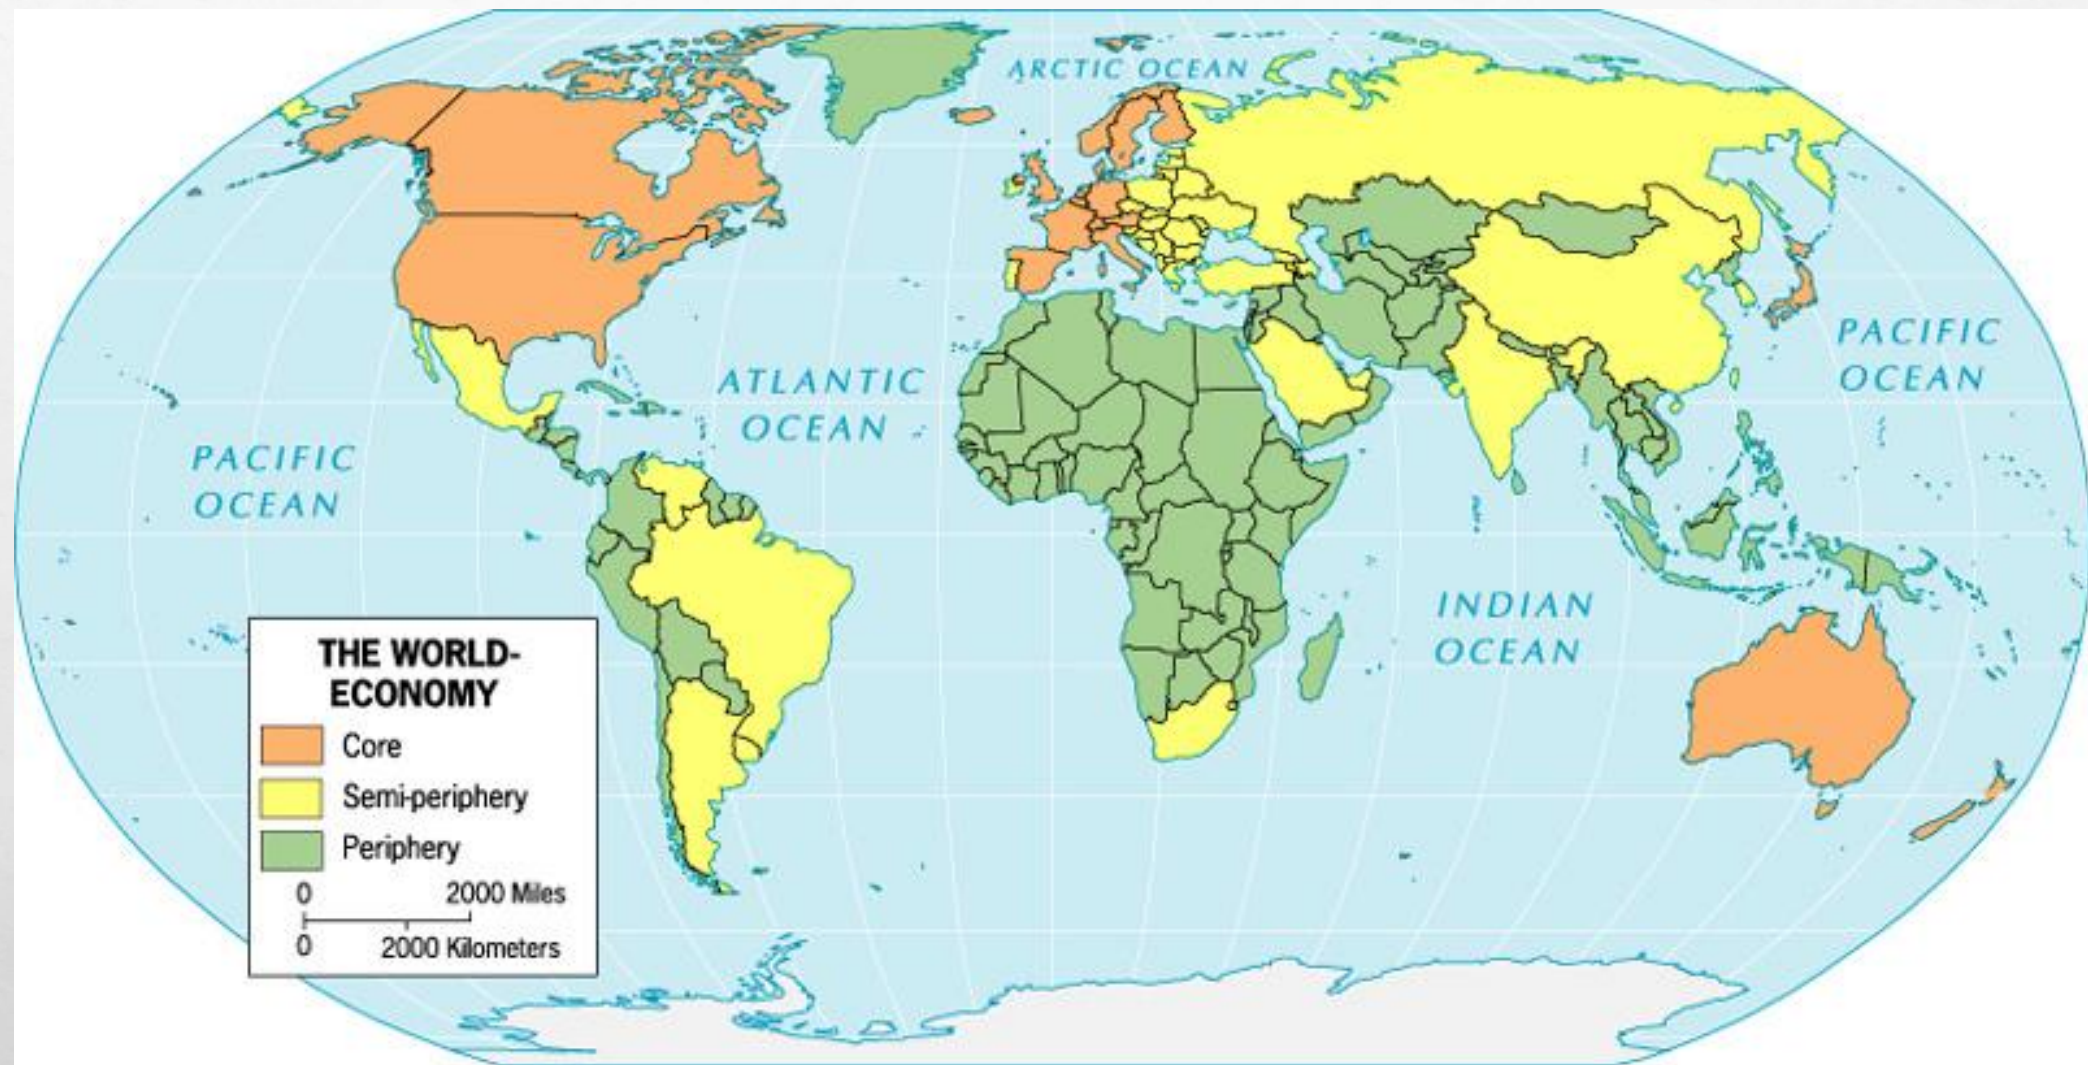 ARCTIC OCEAN
ATLANTIC
OCEAN
PACIFIC
OCEAN
PACIFIC
OCEAN
INDIAN
OCEAN
THE WORLD-
ECONOMY
Core
Semi-periphery
Periphery
0 2000 Miles
0 2000 Kilometers